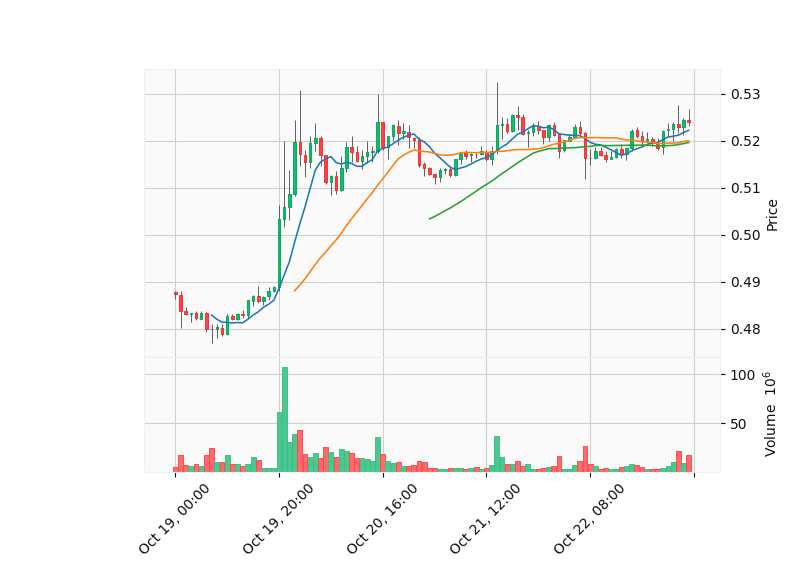 0.53
0.52
0.51
0.50
0.49
0.48
Price
100
50
Volume 10^6
Oct 19, 00:00
Oct 19, 20:00
Oct 20, 16:00
Oct 21, 12:00
Oct 22, 08:00